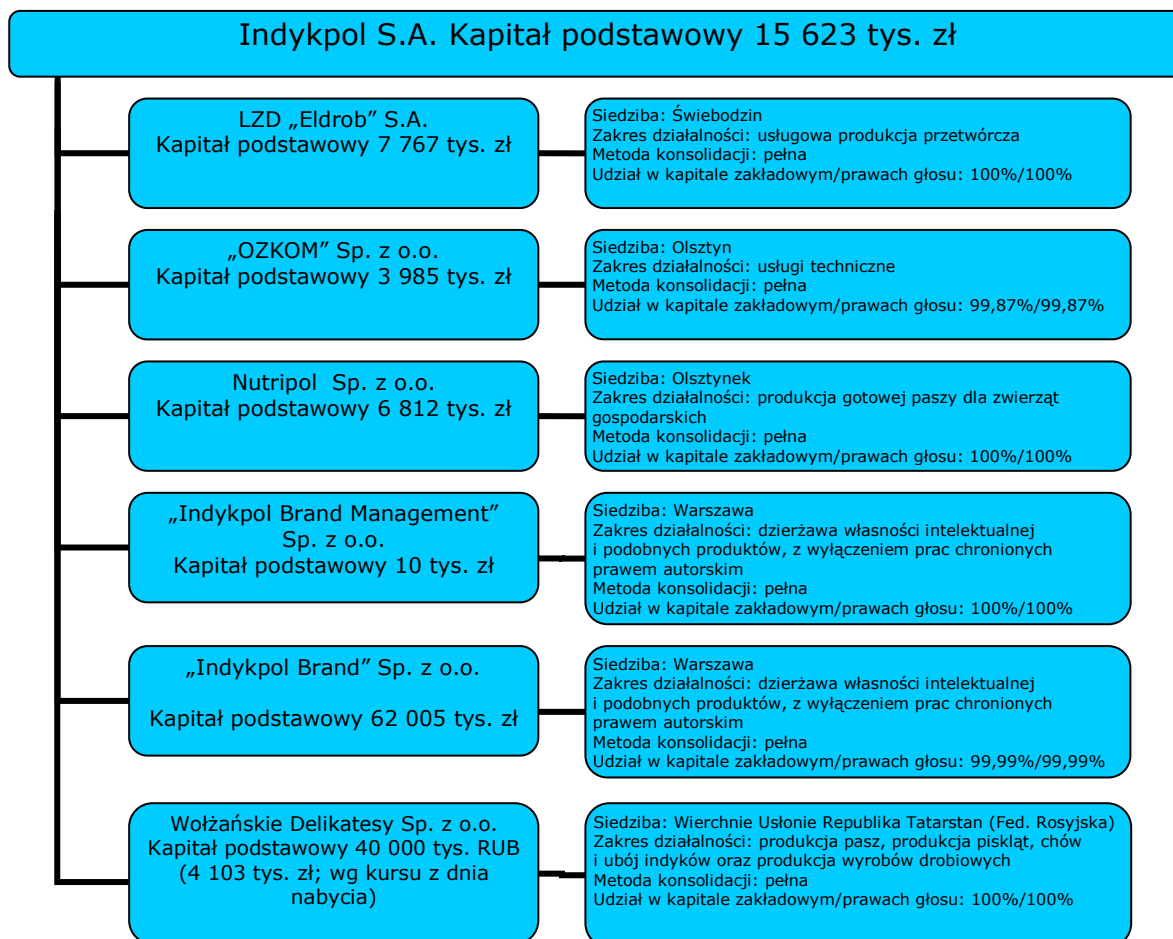 Indykpol S.A. Kapitał podstawowy 15 623 tys. zł
LZD „Eldrob” S.A.
Kapitał podstawowy 7 767 tys. zł
Siedziba: Świebodzin
Zakres działalności: usługowa produkcja przetwórcza
Metoda konsolidacji: pełna
Udział w kapitale zakładowym/prawach głosu: 100%/100%
„OZKOM” Sp. z o.o.
Kapitał podstawowy 3 985 tys. zł
Siedziba: Olsztyn
Zakres działalności: usługi techniczne
Metoda konsolidacji: pełna
Udział w kapitale zakładowym/prawach głosu: 99,87%/99,87%
Nutripol Sp. z o.o.
Kapitał podstawowy 6 812 tys. zł
Siedziba: Olsztynek
Zakres działalności: produkcja gotowej paszy dla zwierząt
gospodarskich
Metoda konsolidacji: pełna
Udział w kapitale zakładowym/prawach głosu: 100%/100%
„Indykpol Brand Management”
Sp. z o.o.
Kapitał podstawowy 10 tys. zł
Siedziba: Warszawa
Zakres działalności: dzierżawa własności intelektualnej
i podobnych produktów, z wyłączeniem prac chronionych
prawem autorskim
Metoda konsolidacji: pełna
Udział w kapitale zakładowym/prawach głosu: 100%/100%
„Indykpol Brand” Sp. z o.o.
Kapitał podstawowy 62 005 tys. zł
Siedziba: Warszawa
Zakres działalności: dzierżawa własności intelektualnej
i podobnych produktów, z wyłączeniem prac chronionych
prawem autorskim
Metoda konsolidacji: pełna
Udział w kapitale zakładowym/prawach głosu: 99,99%/99,99%
Wołżańskie Delikatesy Sp. z o.o.
Kapitał podstawowy 40 000 tys. RUB
(4 103 tys. zł; wg kursu z dnia
nabycia)
Siedziba: Wierchnie Usłonie Republika Tatarstan (Fed. Rosyjska)
Zakres działalności: produkcja pasz, produkcja piskląt, chów
i ubój indyków oraz produkcja wyrobów drobiowych
Metoda konsolidacji: pełna
Udział w kapitale zakładowym/prawach głosu: 100%/100%